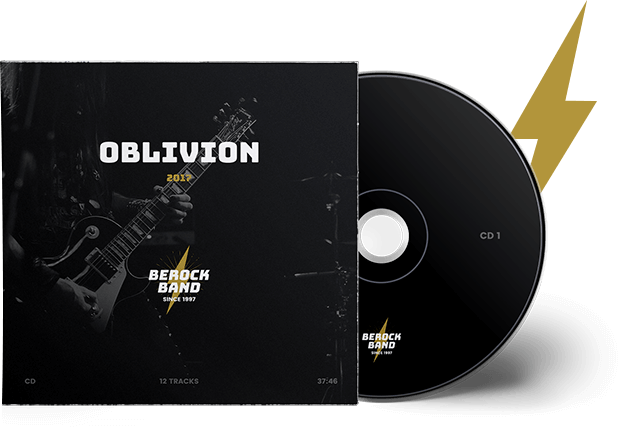 OBLIVION
2017
BEROCK
BAND
SINCE 1997
CD
12 TRACKS
37:46
CD 1
BEROCK
BAND
SINCE 1997